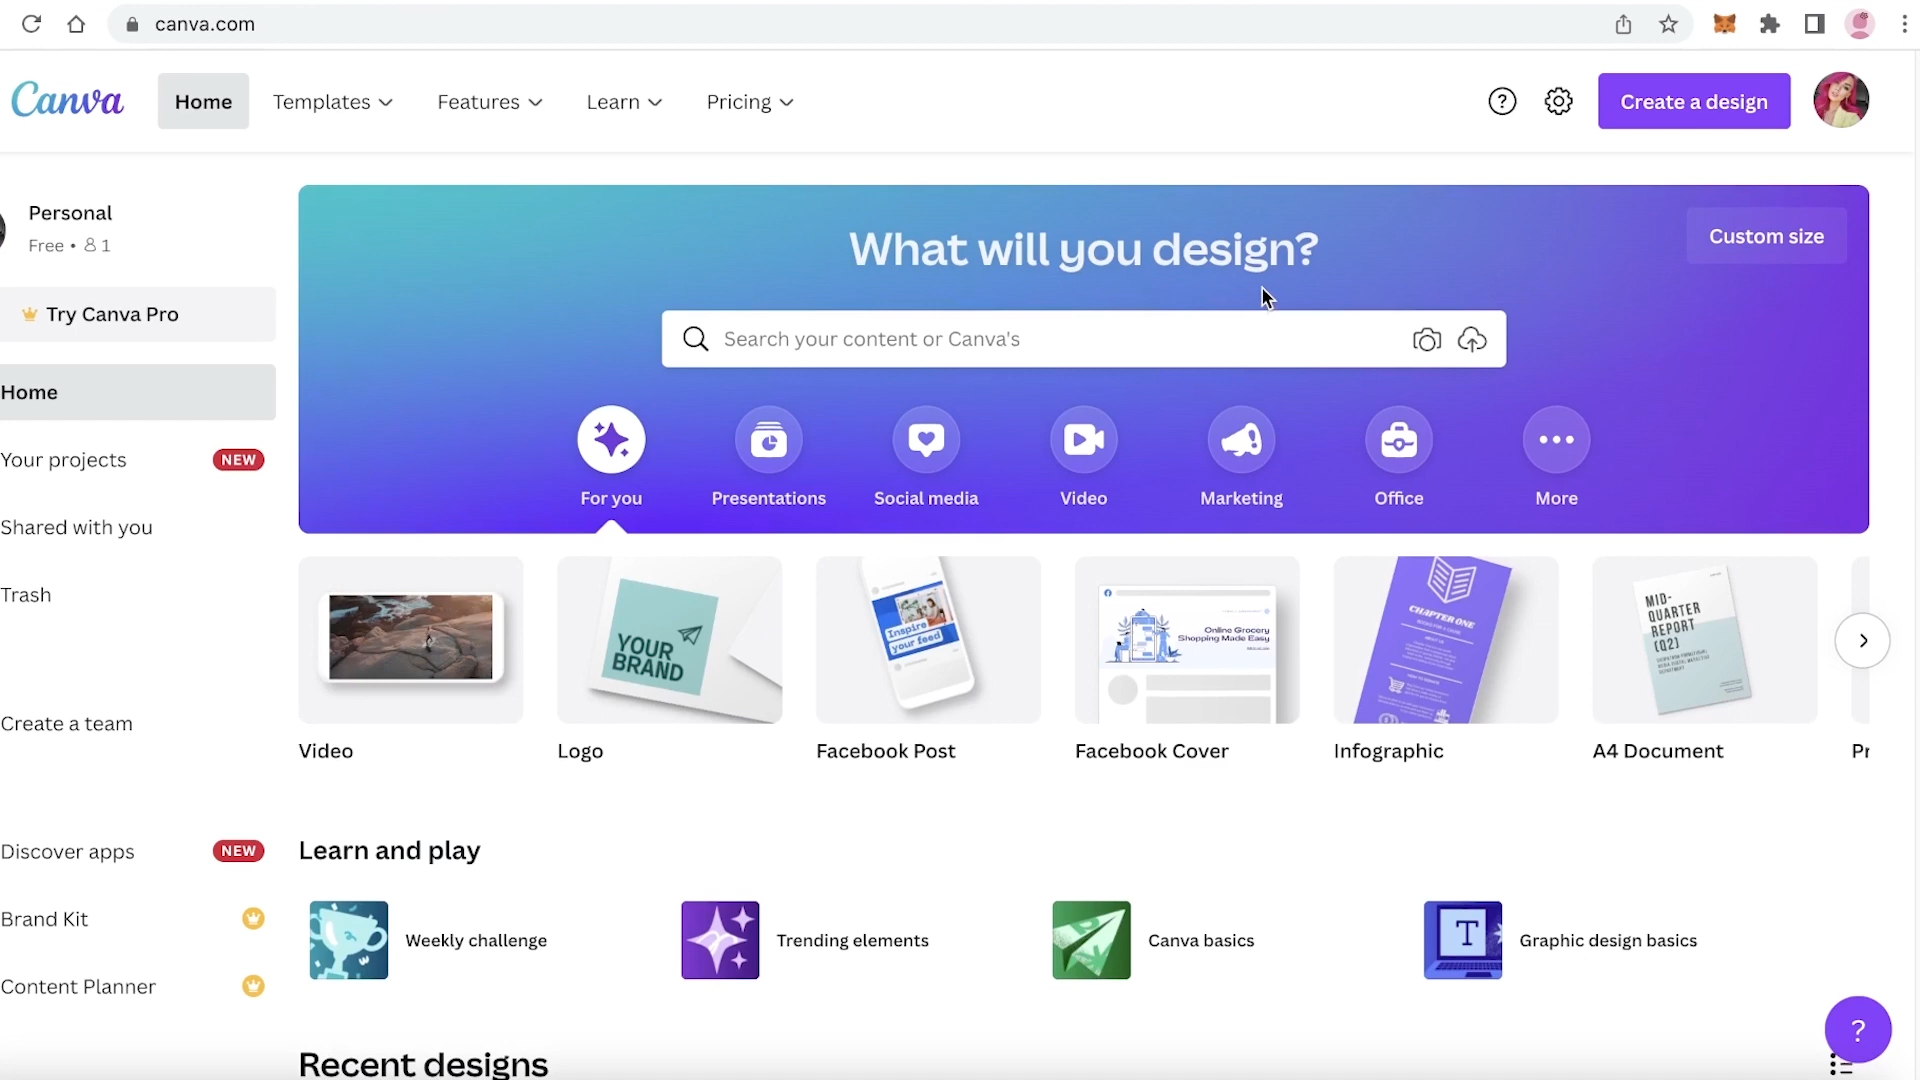 canva.com
Canva
Home
Templates
Features
Learn
Pricing
Create a design
Personal
Free • 1
Try Canva Pro
Home
Your projects
NEW
Shared with you
Trash
Create a team
Discover apps
NEW
Brand Kit
Content Planner
What will you design?
Custom size
Search your content or Canva's
For you
Presentations
Social media
Video
Marketing
Office
More
YOUR
BRAND
Inspire
your feed
Online Grocery
Shopping Made Easy
CHAPTER ONE
MID-
QUARTER
REPORT
(Q2)
Video
Logo
Facebook Post
Facebook Cover
Infographic
A4 Document
Pr
Learn and play
Weekly challenge
Trending elements
Canva basics
T
Graphic design basics
?
Recent designs